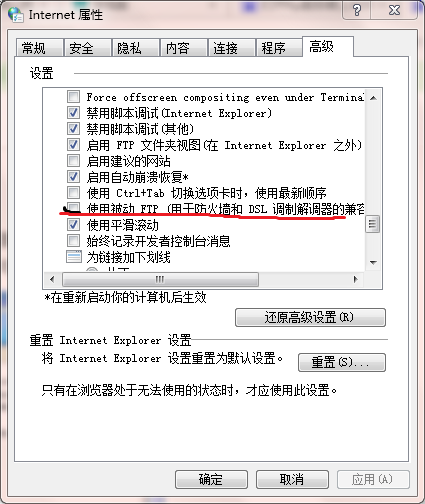 Internet 属性
常规 安全 隐私 内容 连接 程序 高级
设置
Force offscreen compositing even under Terminal
禁用脚本调试(Internet Explorer)
禁用脚本调试(其他)
启用 FTP 文件夹视图(在 Internet Explorer 之外)
启用建议的网站
启用自动崩溃恢复*
使用 Ctrl+Tab 切换选项卡时，使用最新顺序
使用被动 FTP (用于防火墙和 DSL 调制解调器的兼容
使用平滑滚动
始终记录开发者控制台消息
为链接加下划线
*在重新启动你的计算机后生效
还原高级设置(R)
重置 Internet Explorer 设置
将 Internet Explorer 设置重置为默认设置。
重置(S)...
只有在浏览器处于无法使用的状态时，才应使用此设置。
确定 取消 应用(A)